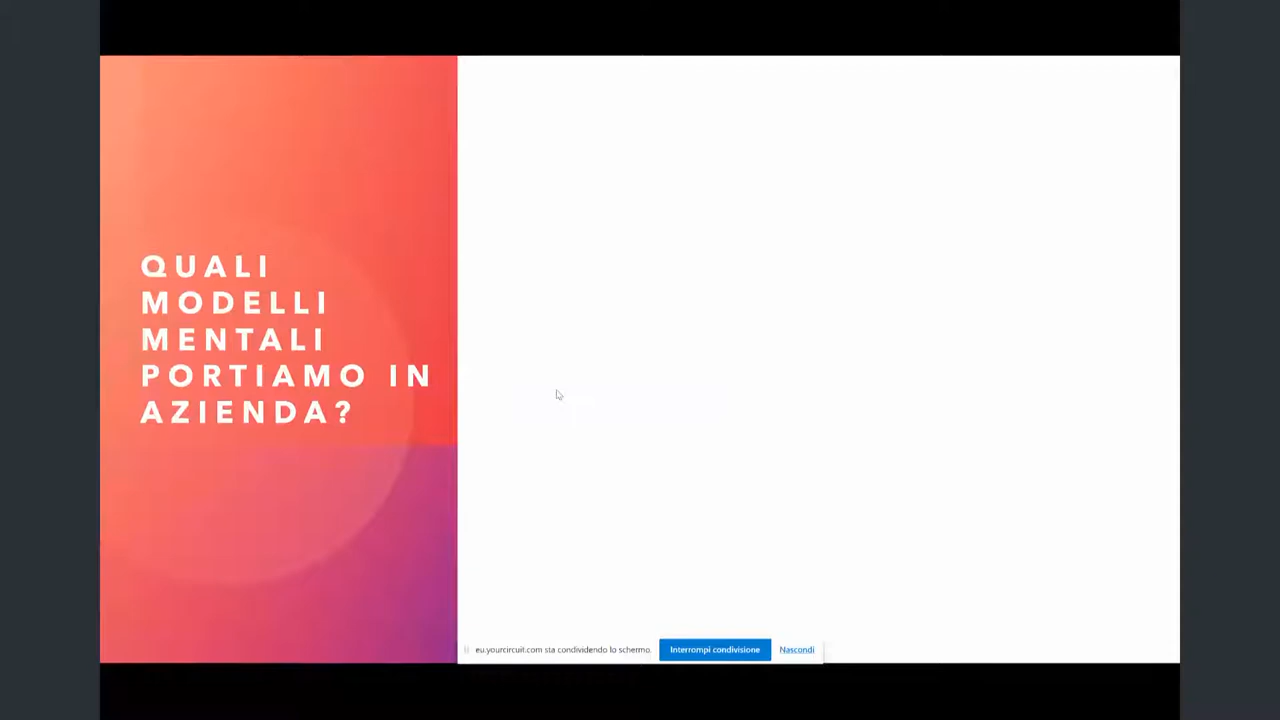 QUALI
MODELLI
MENTALI
PORTIAMO IN
AZIENDA?
eu.yourcircuit.com sta condividendo lo schermo. Interrompi condivisione Nascondi